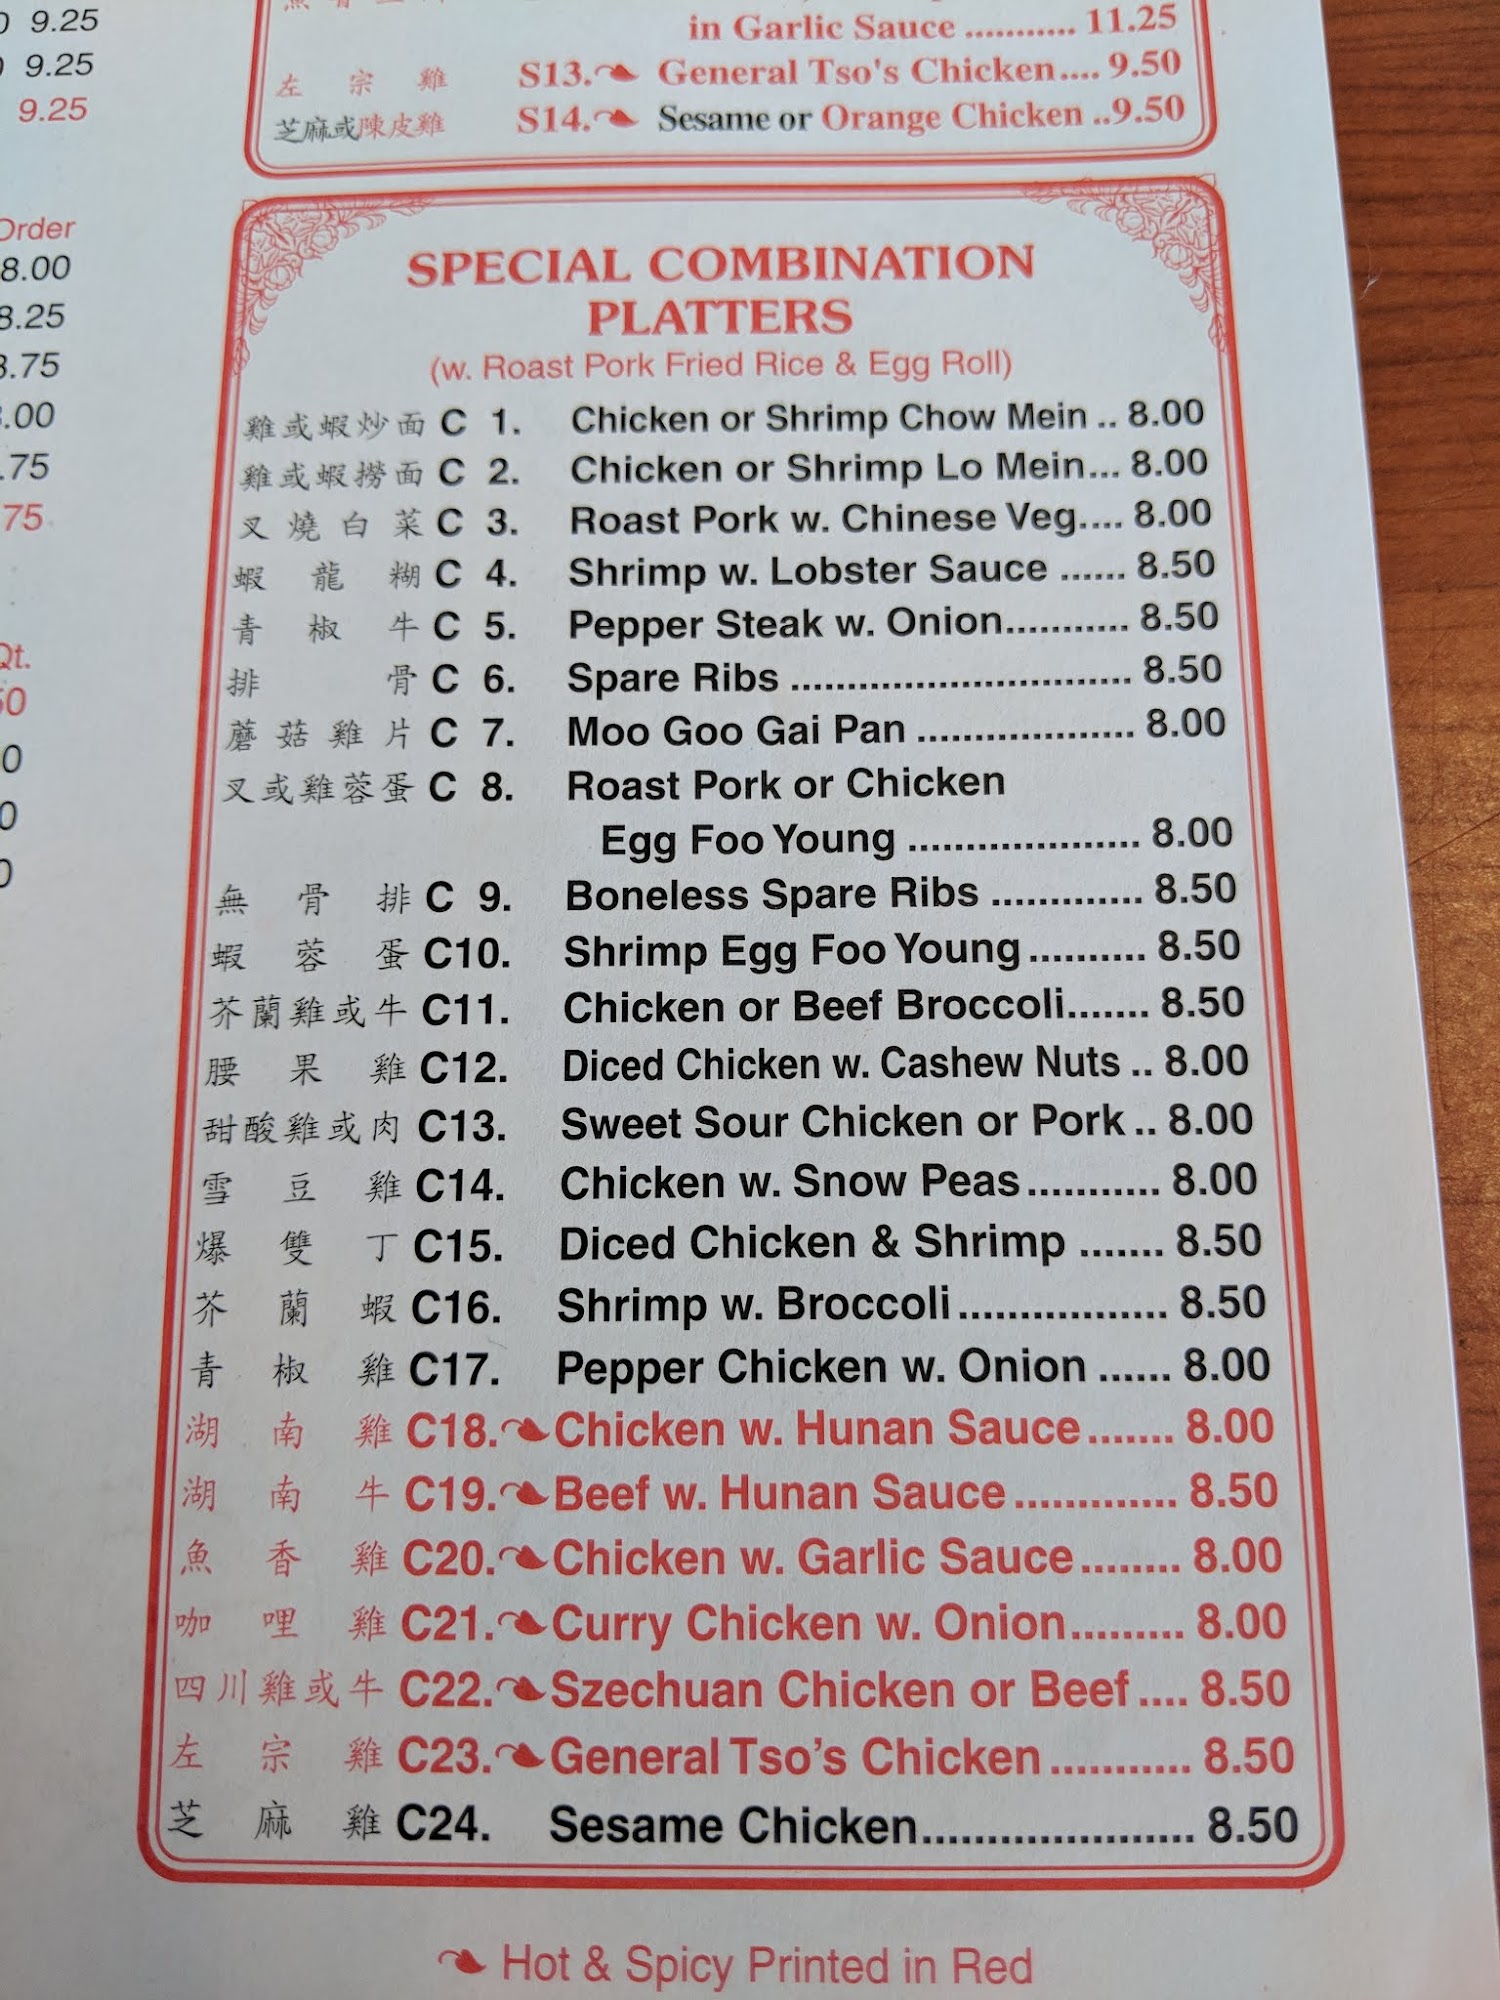 9.25
9.25
9.25
Order
8.00
8.25
.75
.00
.75
75
Qt.
in Garlic Sauce ........... 11.25
左宗雞 S13. General Tso's Chicken.... 9.50
芝麻或陳皮雞 S14. Sesame or Orange Chicken ..9.50
SPECIAL COMBINATION
PLATTERS
(w. Roast Pork Fried Rice & Egg Roll)
雞或蝦炒面 C 1. Chicken or Shrimp Chow Mein .. 8.00
雞或蝦撈面 C 2. Chicken or Shrimp Lo Mein... 8.00
叉燒白菜 C 3. Roast Pork w. Chinese Veg.... 8.00
蝦龍糊 C 4. Shrimp w. Lobster Sauce ...... 8.50
青椒牛 C 5. Pepper Steak w. Onion........... 8.50
排骨 C 6. Spare Ribs .............................. 8.50
蘑菇雞片 C 7. Moo Goo Gai Pan ................... 8.00
叉或雞蓉蛋 C 8. Roast Pork or Chicken
Egg Foo Young .................... 8.00
無骨排 C 9. Boneless Spare Ribs ............. 8.50
蝦蓉蛋 C10. Shrimp Egg Foo Young .......... 8.50
芥蘭雞或牛 C11. Chicken or Beef Broccoli....... 8.50
腰果雞 C12. Diced Chicken w. Cashew Nuts .. 8.00
甜酸雞或肉 C13. Sweet Sour Chicken or Pork .. 8.00
雪豆雞 C14. Chicken w. Snow Peas........... 8.00
爆雙丁 C15. Diced Chicken & Shrimp ....... 8.50
芥蘭蝦 C16. Shrimp w. Broccoli.................. 8.50
青椒雞 C17. Pepper Chicken w. Onion ...... 8.00
湖南雞 C18. Chicken w. Hunan Sauce....... 8.00
湖南牛 C19. Beef w. Hunan Sauce ............. 8.50
魚香雞 C20. Chicken w. Garlic Sauce........ 8.00
咖哩雞 C21. Curry Chicken w. Onion......... 8.00
四川雞或牛 C22. Szechuan Chicken or Beef .... 8.50
左宗雞 C23. General Tso's Chicken ........... 8.50
芝麻雞 C24. Sesame Chicken..................... 8.50
Hot & Spicy Printed in Red